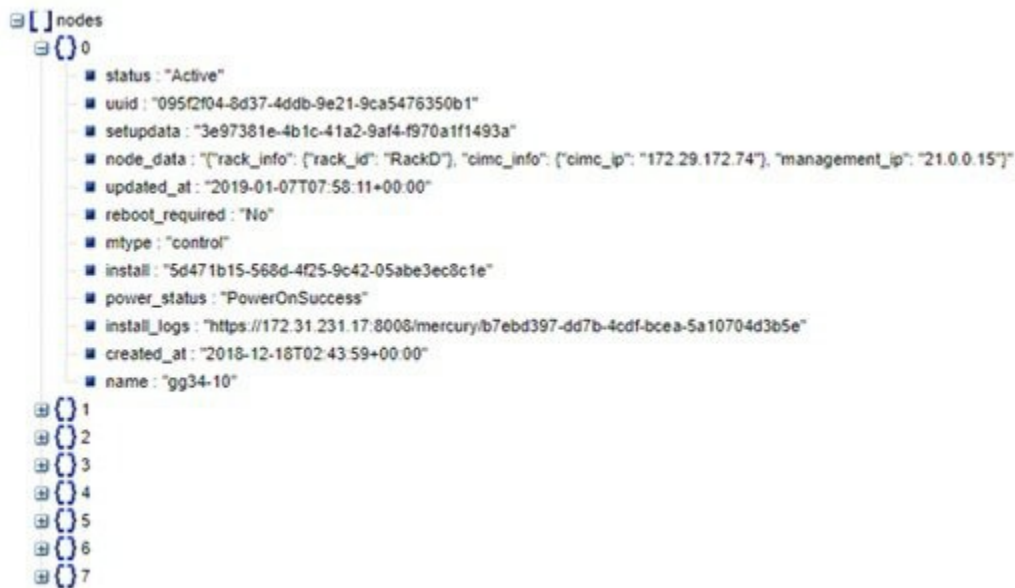 [ ] nodes
{} 0
status : "Active"
uuid : "095f2f04-8d37-4ddb-9e21-9ca5476350b1"
setupdata : "3e97381e-4b1c-41a2-9af4-f970a1f1493a"
node_data : "{"rack_info": {"rack_id": "RackD"}, "cimc_info": {"cimc_ip": "172.29.172.74"}, "management_ip": "21.0.0.15"}"
updated_at : "2019-01-07T07:58:11+00:00"
reboot_required : "No"
mtype : "control"
install : "5d471b15-568d-4f25-9c42-05abe3ec8c1e"
power_status : "PowerOnSuccess"
install_logs : "https://172.31.231.17:8008/mercury/b7ebd397-dd7b-4cdf-bcea-5a10704d3b5e"
created_at : "2018-12-18T02:43:59+00:00"
name : "gg34-10"
{} 1
{} 2
{} 3
{} 4
{} 5
{} 6
{} 7